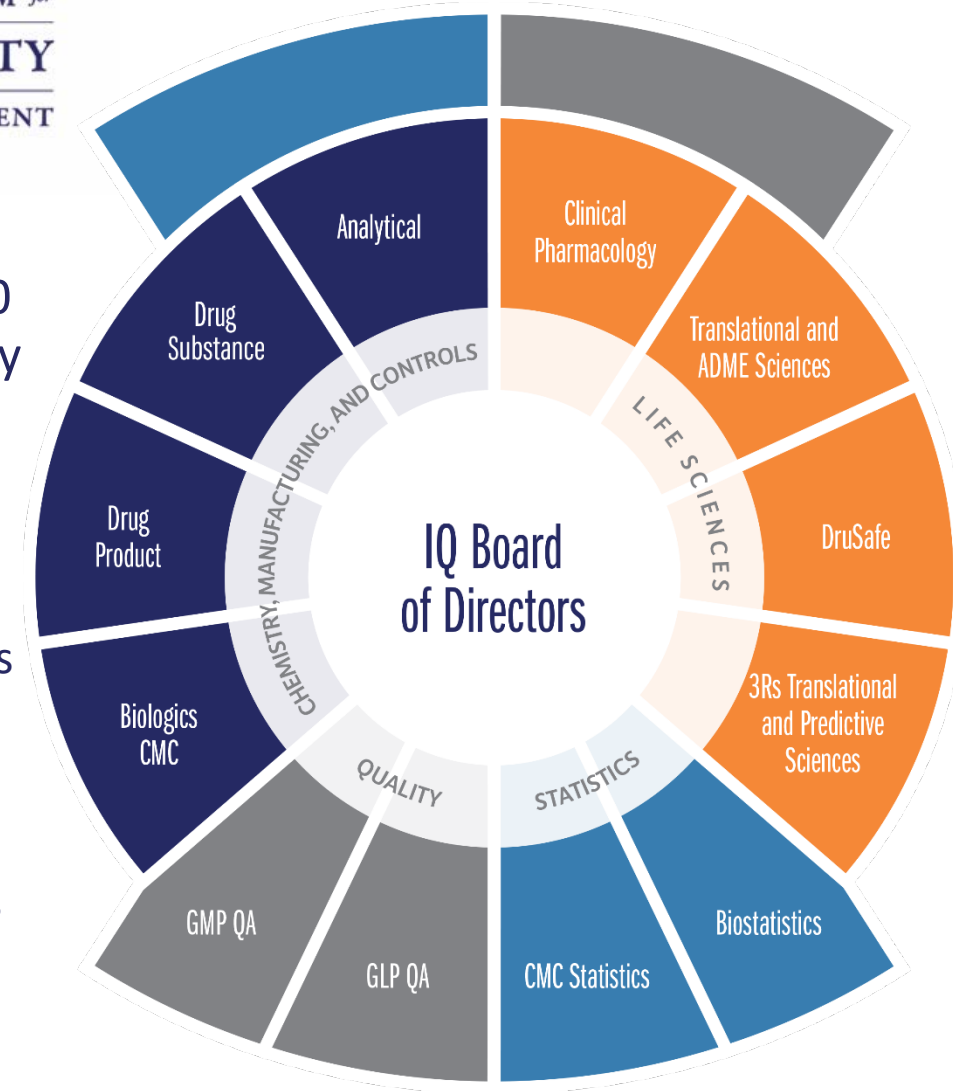 TY
ENT
0
y
s
Analytical
Clinical
Pharmacology
Drug
Substance
Translational and
ADME Sciences
Drug
Product
DruSafe
Biologics
CMC
3Rs Translational
and Predictive
Sciences
GMP QA
GLP QA
CMC Statistics
Biostatistics
CHEMISTRY, MANUFACTURING, AND CONTROLS
LIFE SCIENCES
QUALITY
STATISTICS
IQ Board
of Directors